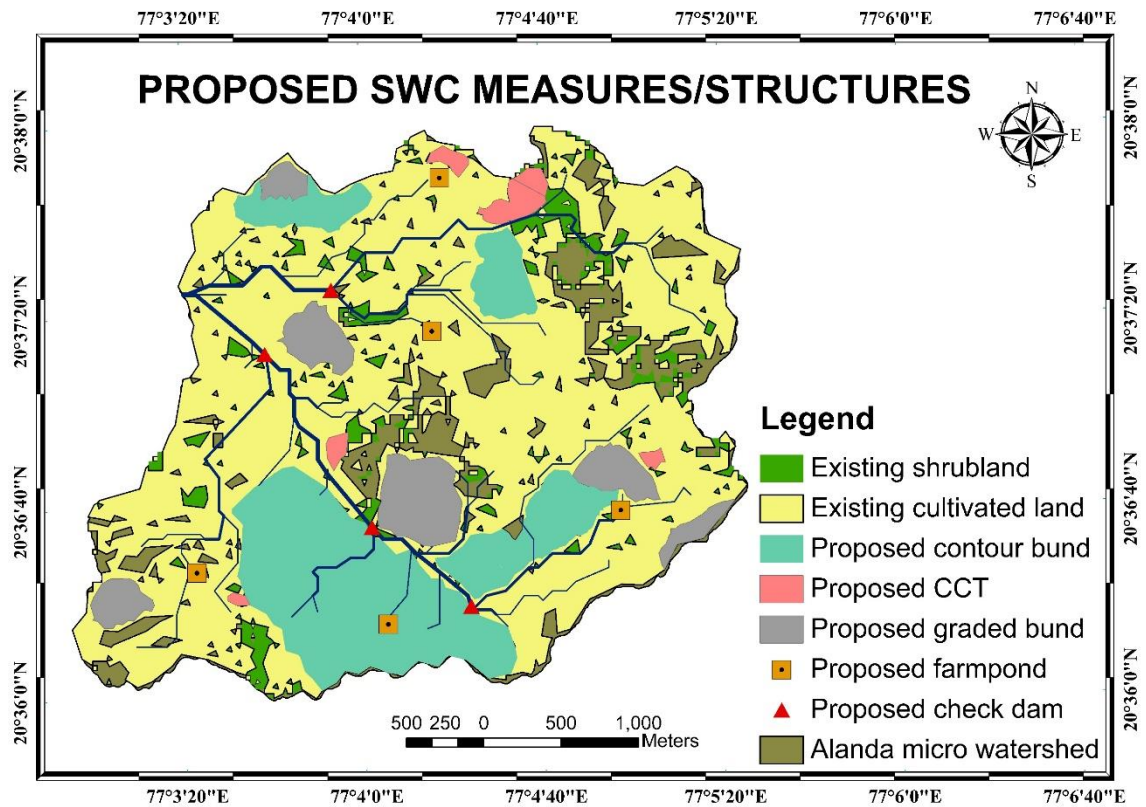 77°3'20"E 77°4'0"E 77°4'40"E 77°5'20"E 77°6'0"E 77°6'40"E
PROPOSED SWC MEASURES/STRUCTURES
N
W E
S
20°38'0"N 20°38'0"N
20°37'20"N 20°37'20"N
20°36'40"N 20°36'40"N
20°36'0"N 20°36'0"N
Legend
Existing shrubland
Existing cultivated land
Proposed contour bund
Proposed CCT
Proposed graded bund
Proposed farmpond
Proposed check dam
Alanda micro watershed
500 250 0 500 1,000
Meters
77°3'20"E 77°4'0"E 77°4'40"E 77°5'20"E 77°6'0"E 77°6'40"E